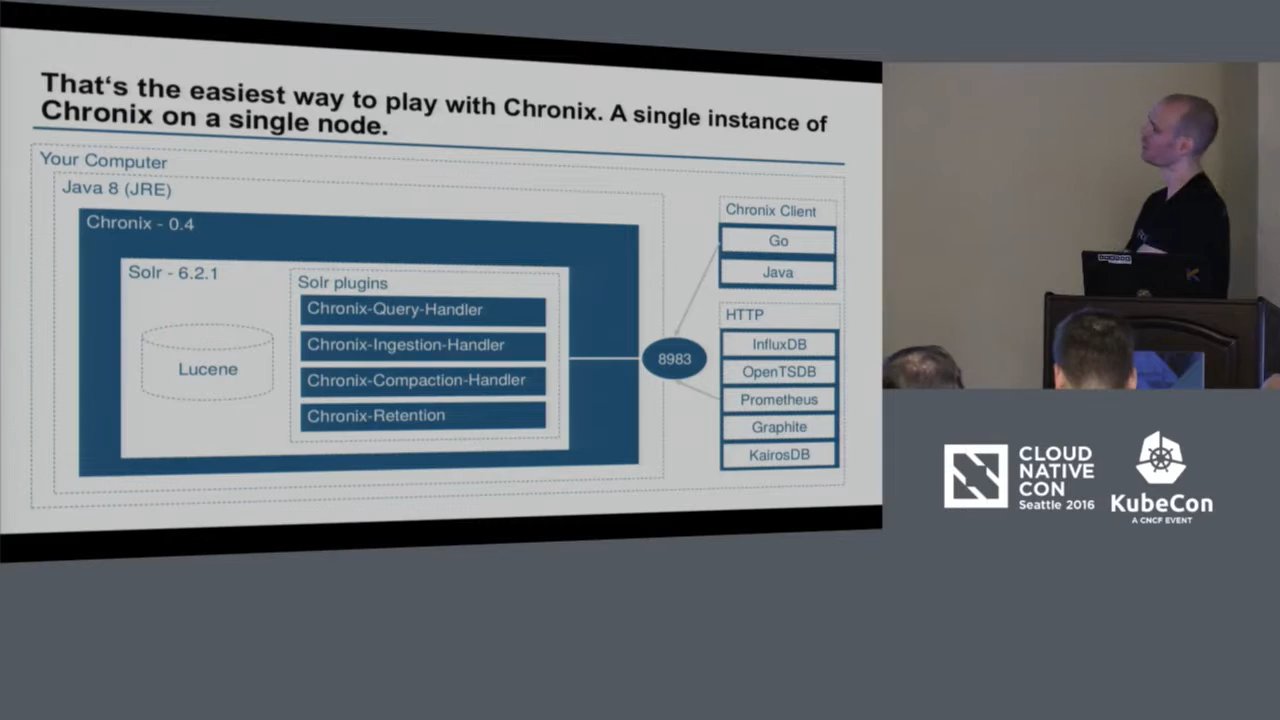 That's the easiest way to play with Chronix. A single instance of
Chronix on a single node.
Your Computer
Java 8 (JRE)
Chronix - 0.4
Solr - 6.2.1
Lucene
Solr plugins
Chronix-Query-Handler
Chronix-Ingestion-Handler
Chronix-Compaction-Handler
Chronix-Retention
8983
Chronix Client
Go
Java
HTTP
InfluxDB
OpenTSDB
Prometheus
Graphite
KairosDB
CLOUD
NATIVE
CON
Seattle 2016
KubeCon
A CNCF EVENT